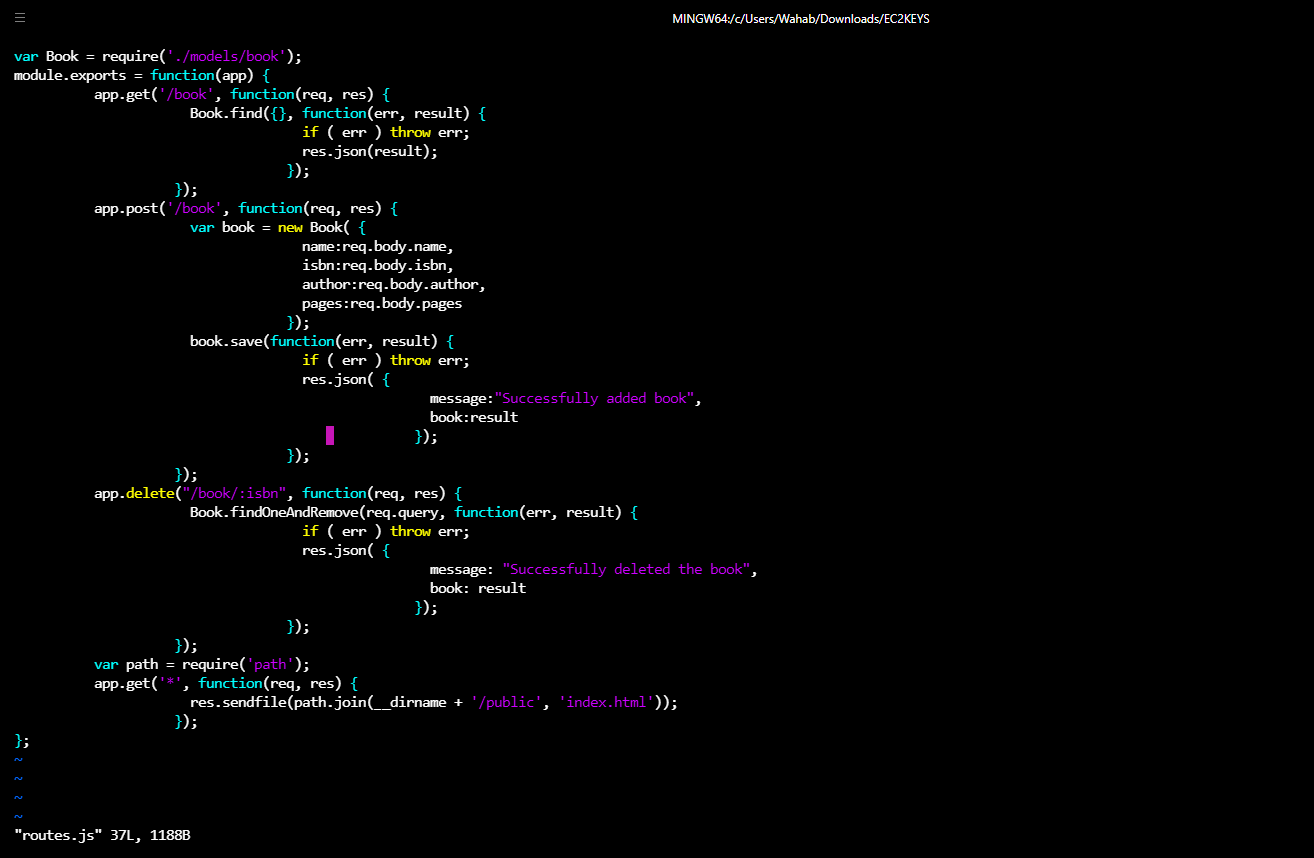 MINGW64:/c/Users/Wahab/Downloads/EC2KEYS
var Book = require('./models/book');
module.exports = function(app) {
app.get('/book', function(req, res) {
Book.find({}, function(err, result) {
if ( err ) throw err;
res.json(result);
});
});
app.post('/book', function(req, res) {
var book = new Book( {
name:req.body.name,
isbn:req.body.isbn,
author:req.body.author,
pages:req.body.pages
});
book.save(function(err, result) {
if ( err ) throw err;
res.json( {
message:"Successfully added book",
book:result
});
});
});
app.delete("/book/:isbn", function(req, res) {
Book.findOneAndRemove(req.query, function(err, result) {
if ( err ) throw err;
res.json( {
message: "Successfully deleted the book",
book: result
});
});
});
var path = require('path');
app.get('*', function(req, res) {
res.sendfile(path.join(__dirname + '/public', 'index.html'));
});
};
~
~
~
~
"routes.js" 37L, 1188B